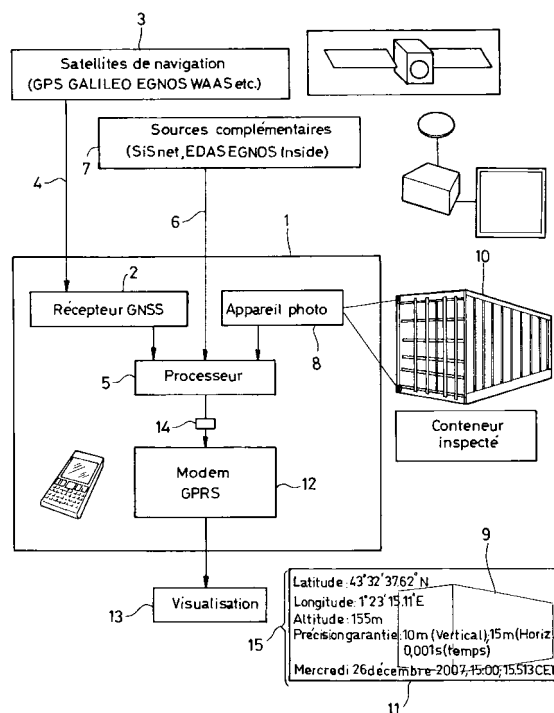 3
Satellites de navigation
(GPS GALILEO EGNOS WAAS etc.)
Sources complémentaires
(SiSnet, EDAS EGNOS Inside)
7
4
6
1
2
10
Récepteur GNSS
Appareil photo
8
5
Processeur
14
Conteneur
inspecté
Modem
GPRS
12
9
13
Visualisation
15
Latitude : 43° 32' 37.62" N
Longitude : 1° 23' 15.11" E
Altitude : 155m
Précision garantie : 10m (Vertical), 15m (Horiz
0,001s (temps)
Mercredi 26 décembre 2007, 15:00, 15.513 CET
11